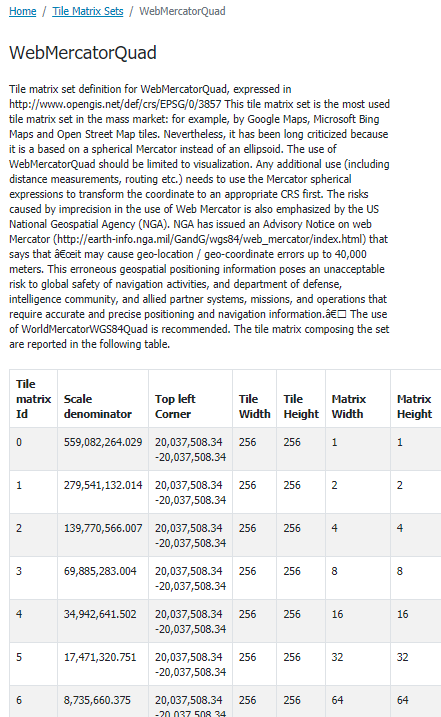 Home / Tile Matrix Sets / WebMercatorQuad
WebMercatorQuad
Tile matrix set definition for WebMercatorQuad, expressed in
http://www.opengis.net/def/crs/EPSG/0/3857 This tile matrix set is the most used
tile matrix set in the mass market: for example, by Google Maps, Microsoft Bing
Maps and Open Street Map tiles. Nevertheless, it has been long criticized because
it is a based on a spherical Mercator instead of an ellipsoid. The use of
WebMercatorQuad should be limited to visualization. Any additional use (including
distance measurements, routing etc.) needs to use the Mercator spherical
expressions to transform the coordinate to an appropriate CRS first. The risks
caused by imprecision in the use of Web Mercator is also emphasized by the US
National Geospatial Agency (NGA). NGA has issued an Advisory Notice on web
Mercator (http://earth-info.nga.mil/GandG/wgs84/web_mercator/index.html) that
says that â€œit may cause geo-location / geo-coordinate errors up to 40,000
meters. This erroneous geospatial positioning information poses an unacceptable
risk to global safety of navigation activities, and department of defense,
intelligence community, and allied partner systems, missions, and operations that
require accurate and precise positioning and navigation information.â€□ The use
of WorldMercatorWGS84Quad is recommended. The tile matrix composing the set
are reported in the following table.
Tile
matrix Scale Top left Tile Tile Matrix Matrix
Id denominator Corner Width Height Width Height
0 559,082,264.029 20,037,508.34 256 256 1 1
-20,037,508.34
1 279,541,132.014 20,037,508.34 256 256 2 2
-20,037,508.34
2 139,770,566.007 20,037,508.34 256 256 4 4
-20,037,508.34
3 69,885,283.004 20,037,508.34 256 256 8 8
-20,037,508.34
4 34,942,641.502 20,037,508.34 256 256 16 16
-20,037,508.34
5 17,471,320.751 20,037,508.34 256 256 32 32
-20,037,508.34
6 8,735,660.375 20,037,508.34 256 256 64 64
-20,037,508.34